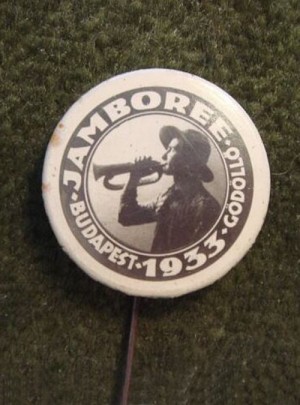 JAMBOREE
BUDAPEST · 1933 · GÖDÖLLŐ